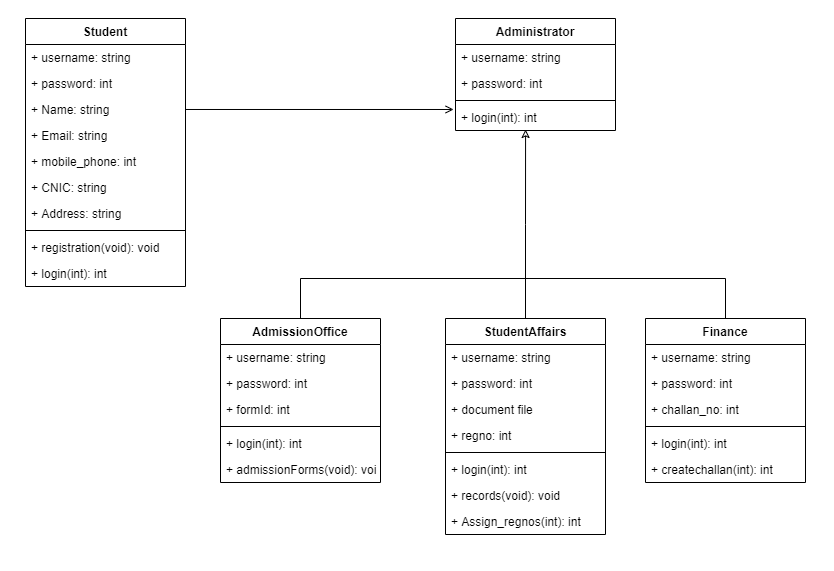 Student
+ username: string
+ password: int
+ Name: string
+ Email: string
+ mobile_phone: int
+ CNIC: string
+ Address: string
+ registration(void): void
+ login(int): int
Administrator
+ username: string
+ password: int
+ login(int): int
AdmissionOffice
+ username: string
+ password: int
+ formId: int
+ login(int): int
+ admissionForms(void): voi
StudentAffairs
+ username: string
+ password: int
+ document file
+ regno: int
+ login(int): int
+ records(void): void
+ Assign_regnos(int): int
Finance
+ username: string
+ password: int
+ challan_no: int
+ login(int): int
+ createchallan(int): int